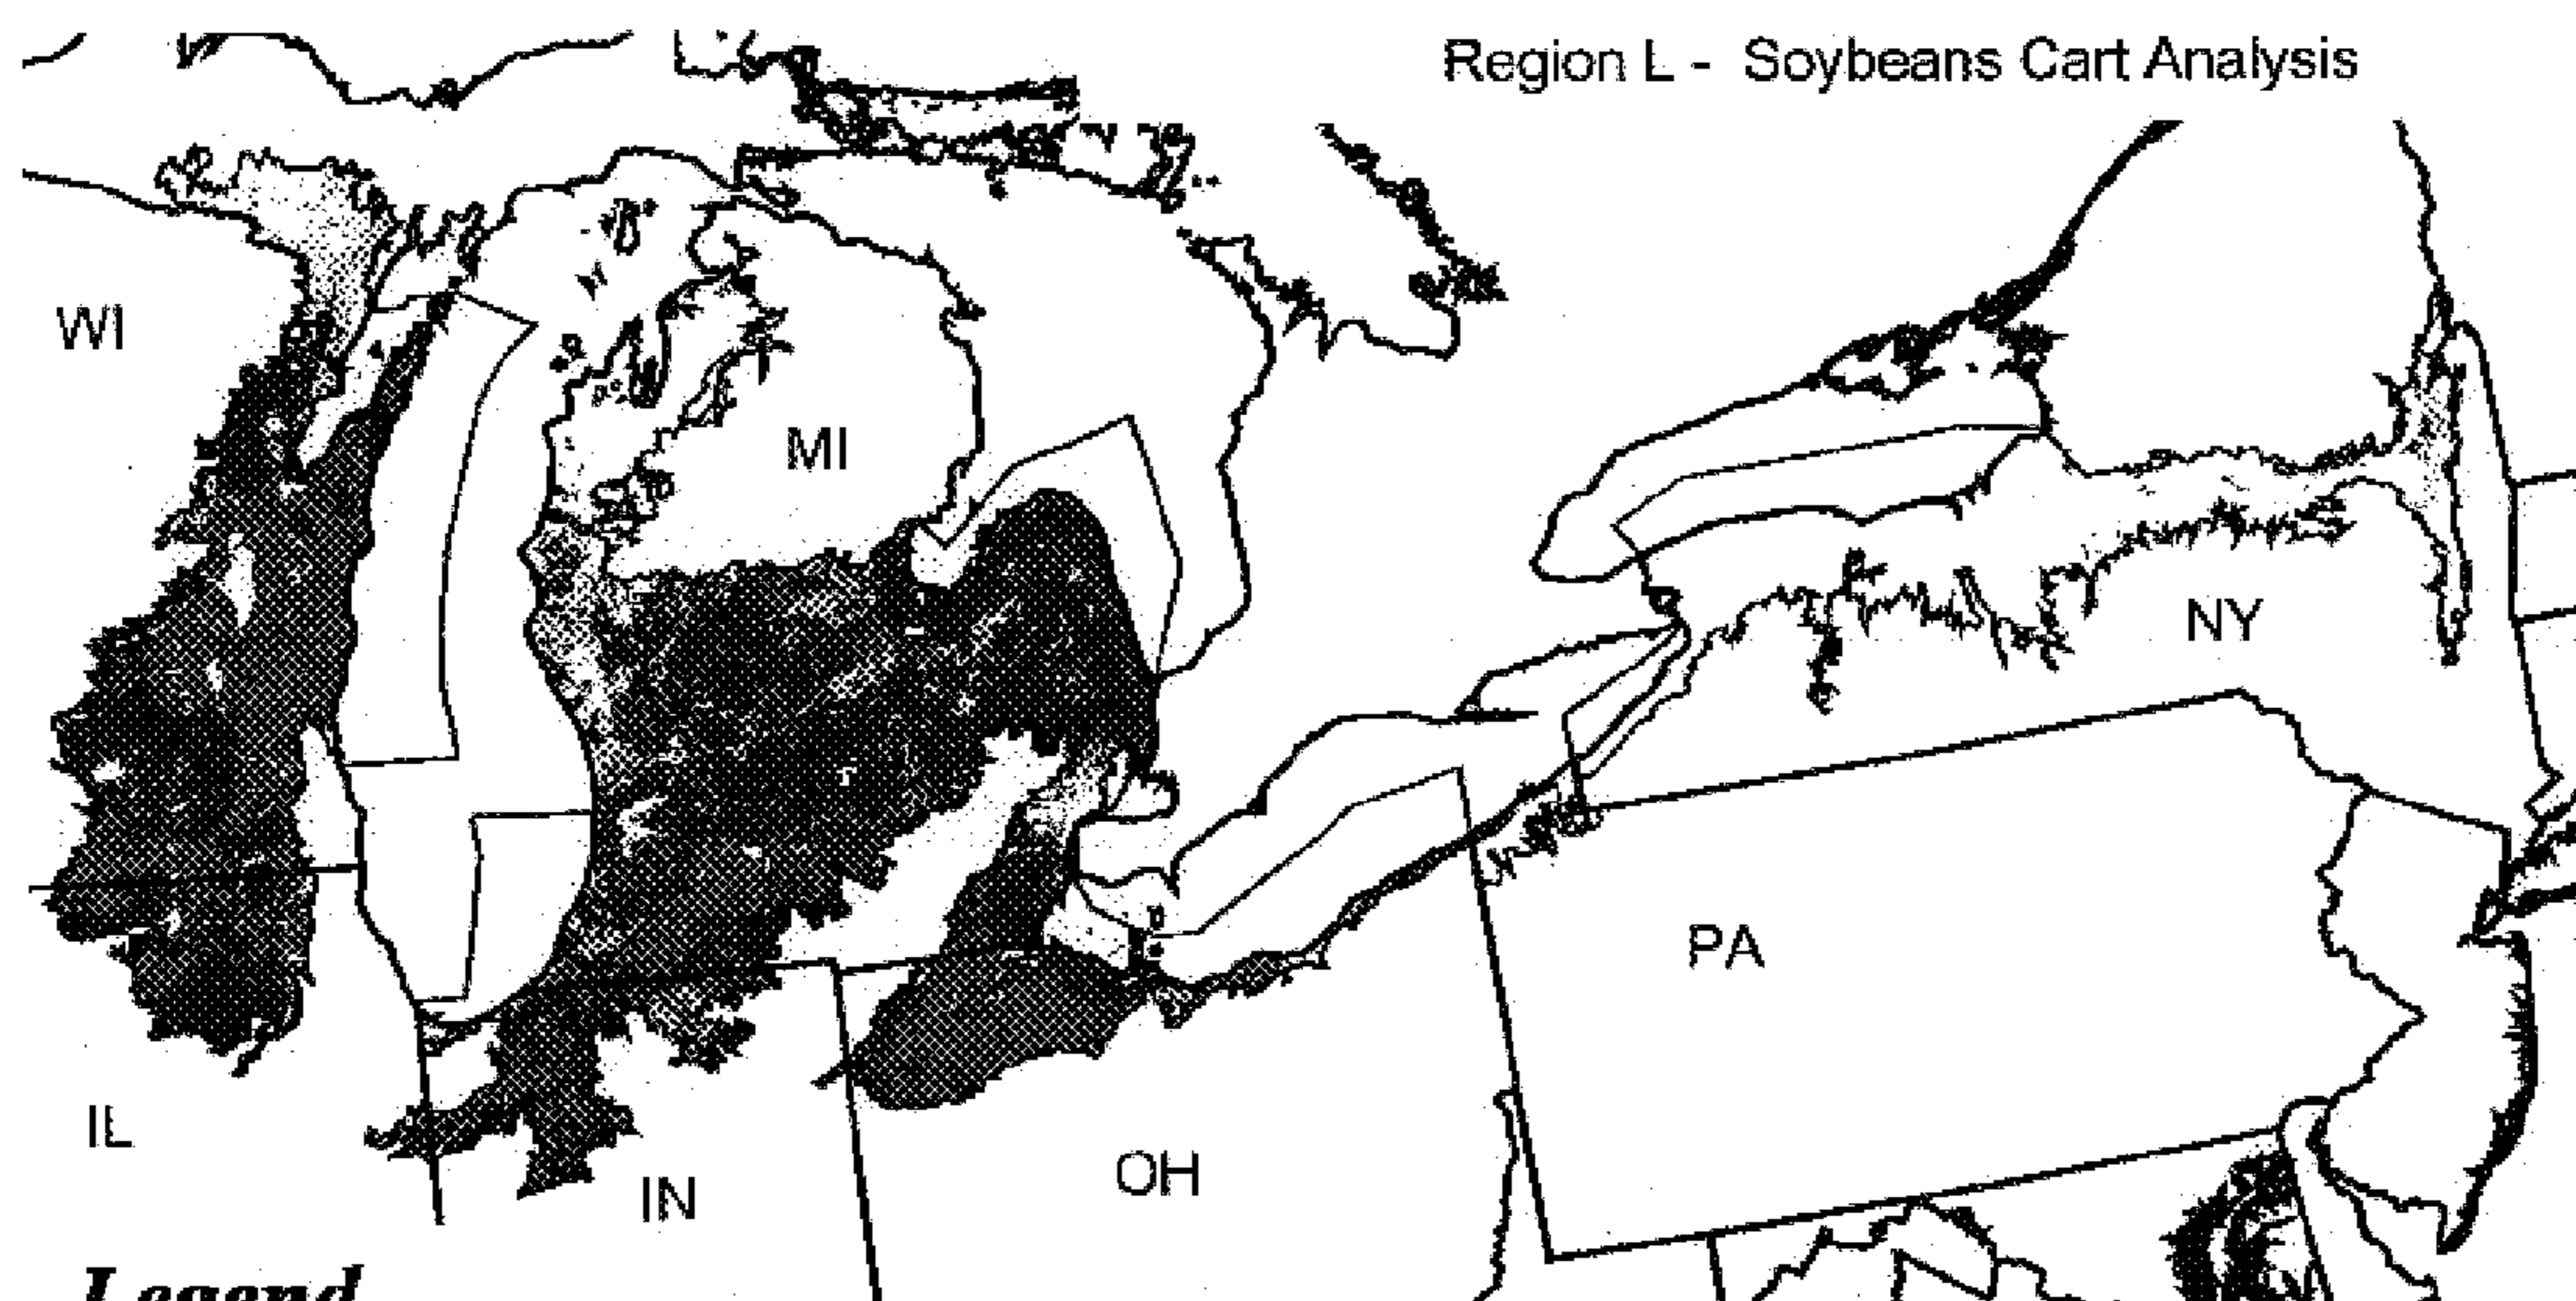 Region L - Soybeans Cart Analysis
WI
MI
NY
PA
IL
OH
IN
Legend